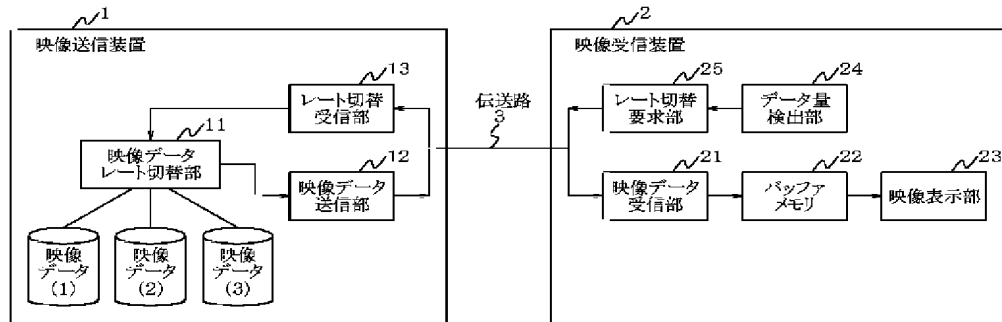 1
映像送信装置
13
レート切替
受信部
11
映像データ
レート切替部
12
映像データ
送信部
映像
データ
(1)
映像
データ
(2)
映像
データ
(3)
伝送路
3
2
映像受信装置
25
レート切替
要求部
24
データ量
検出部
21
映像データ
受信部
22
バッファ
メモリ
23
映像表示部